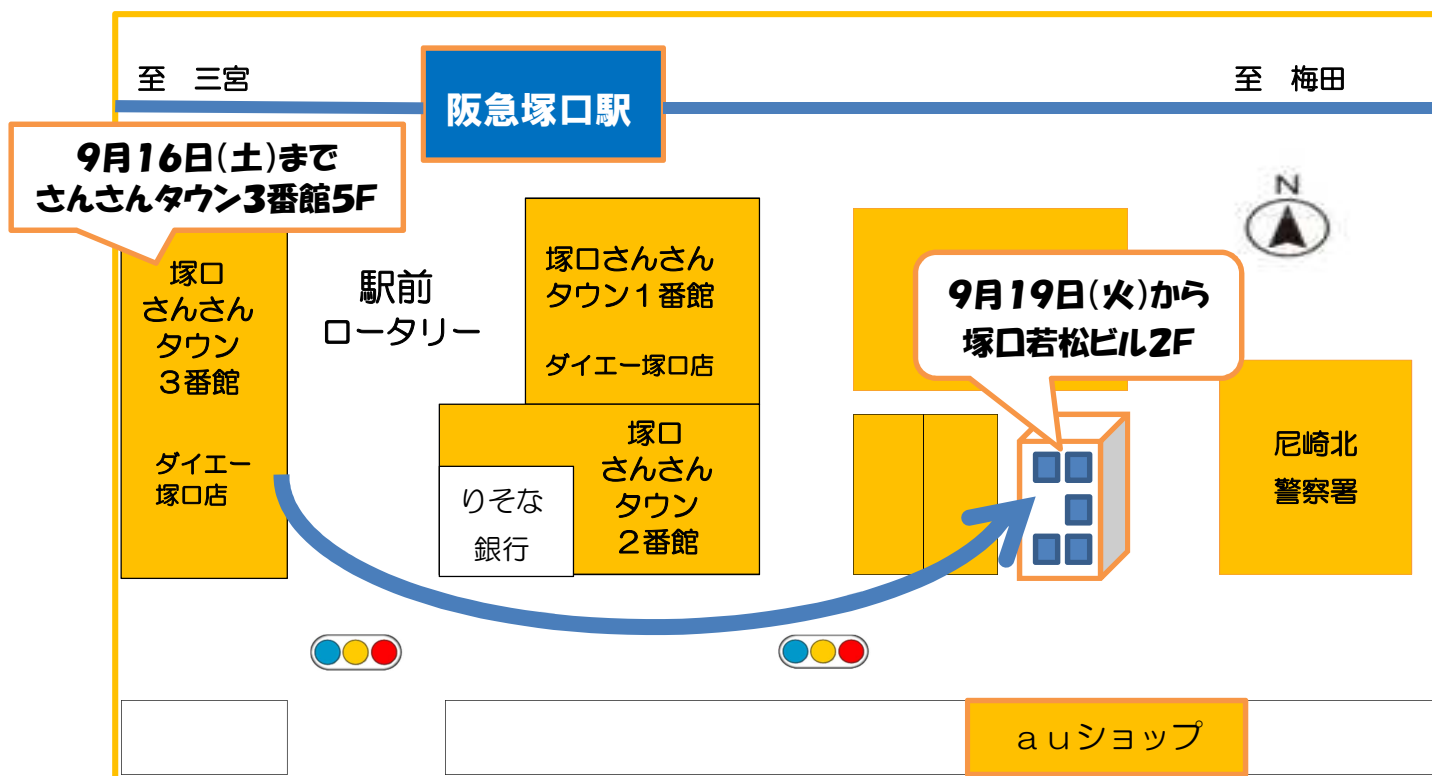 至　三宮
阪急塚口駅
至　梅田
9月16日(土)まで
さんさんタウン3番館5F
N
塚口
さんさん
タウン
３番館
ダイエー
塚口店
駅前
ロータリー
塚口さんさん
タウン１番館
ダイエー塚口店
塚口
さんさん
タウン
２番館
りそな
銀行
9月19日(火)から
塚口若松ビル2F
尼崎北
警察署
ａｕショップ